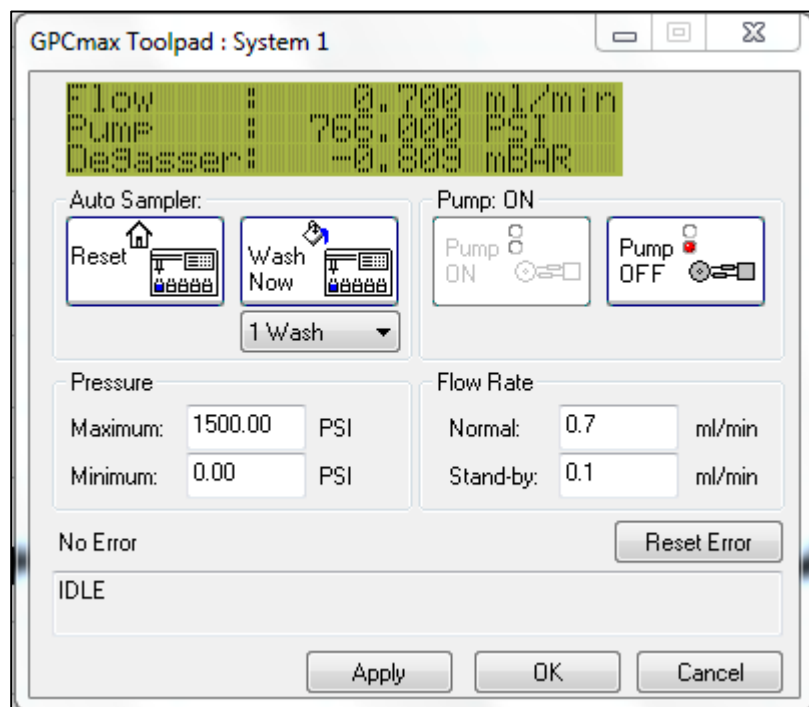 GPCmax Toolpad : System 1
Flow : 0.700 ml/min
Pump : 766.000 PSI
Degasser: -0.809 mBAR
Auto Sampler:
Pump: ON
Reset
Wash Now
Pump ON
Pump OFF
1 Wash
Pressure
Flow Rate
Maximum: 1500.00 PSI
Normal: 0.7 ml/min
Minimum: 0.00 PSI
Stand-by: 0.1 ml/min
No Error
Reset Error
IDLE
Apply
OK
Cancel